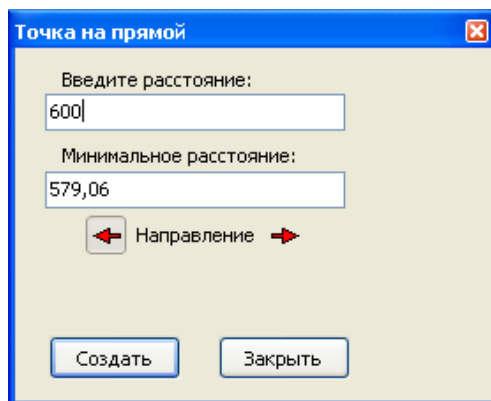 Точка на прямой
Введите расстояние:
600
Минимальное расстояние:
579,06
Направление
Создать Закрыть